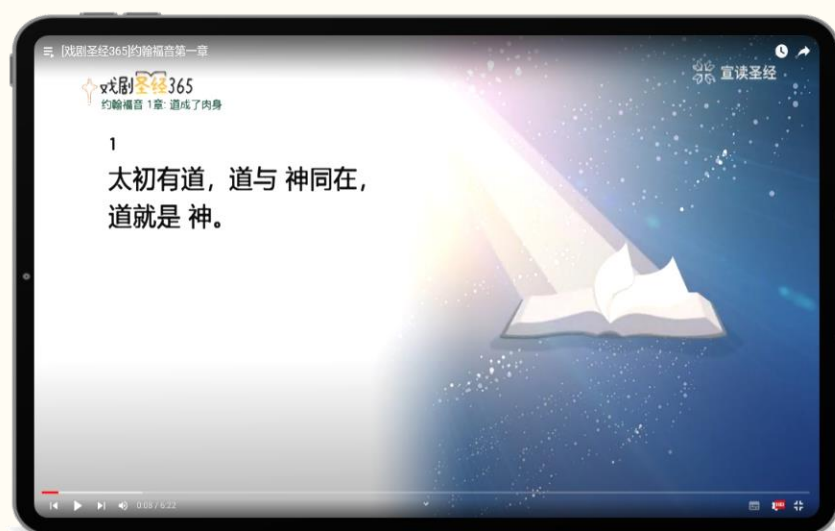 [戏剧圣经365]约翰福音第一章
戏剧圣经365
约翰福音 1章: 道成了肉身
宣读圣经
1
太初有道，道与 神同在，
道就是 神。
0:08 / 6:22